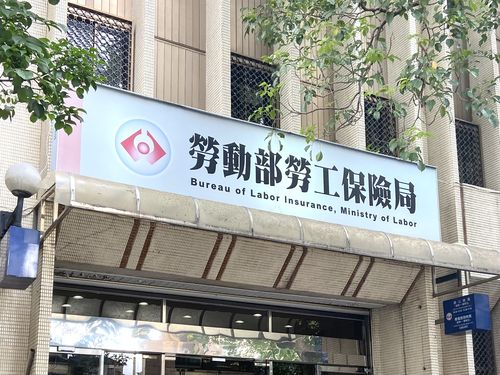 勞動部勞工保險局
Bureau of Labor Insurance, Ministry of Labor